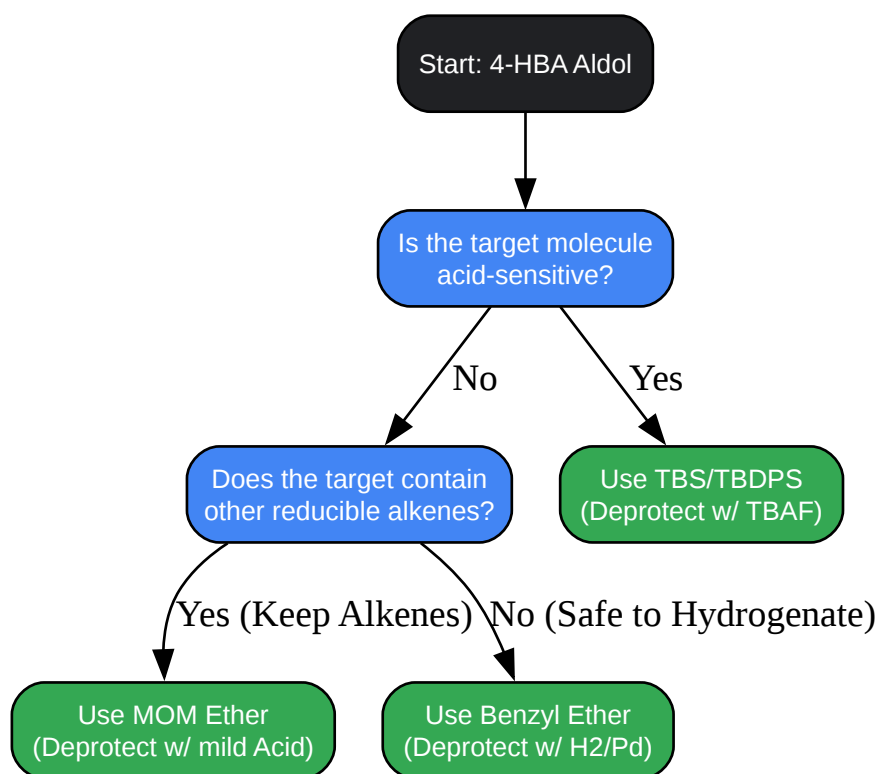 Start: 4-HBA Aldol
Is the target molecule
acid-sensitive?
No
Yes
Does the target contain
other reducible alkenes?
Use TBS/TBDPS
(Deprotect w/ TBAF)
Yes (Keep Alkenes)
No (Safe to Hydrogenate)
Use MOM Ether
(Deprotect w/ mild Acid)
Use Benzyl Ether
(Deprotect w/ H2/Pd)